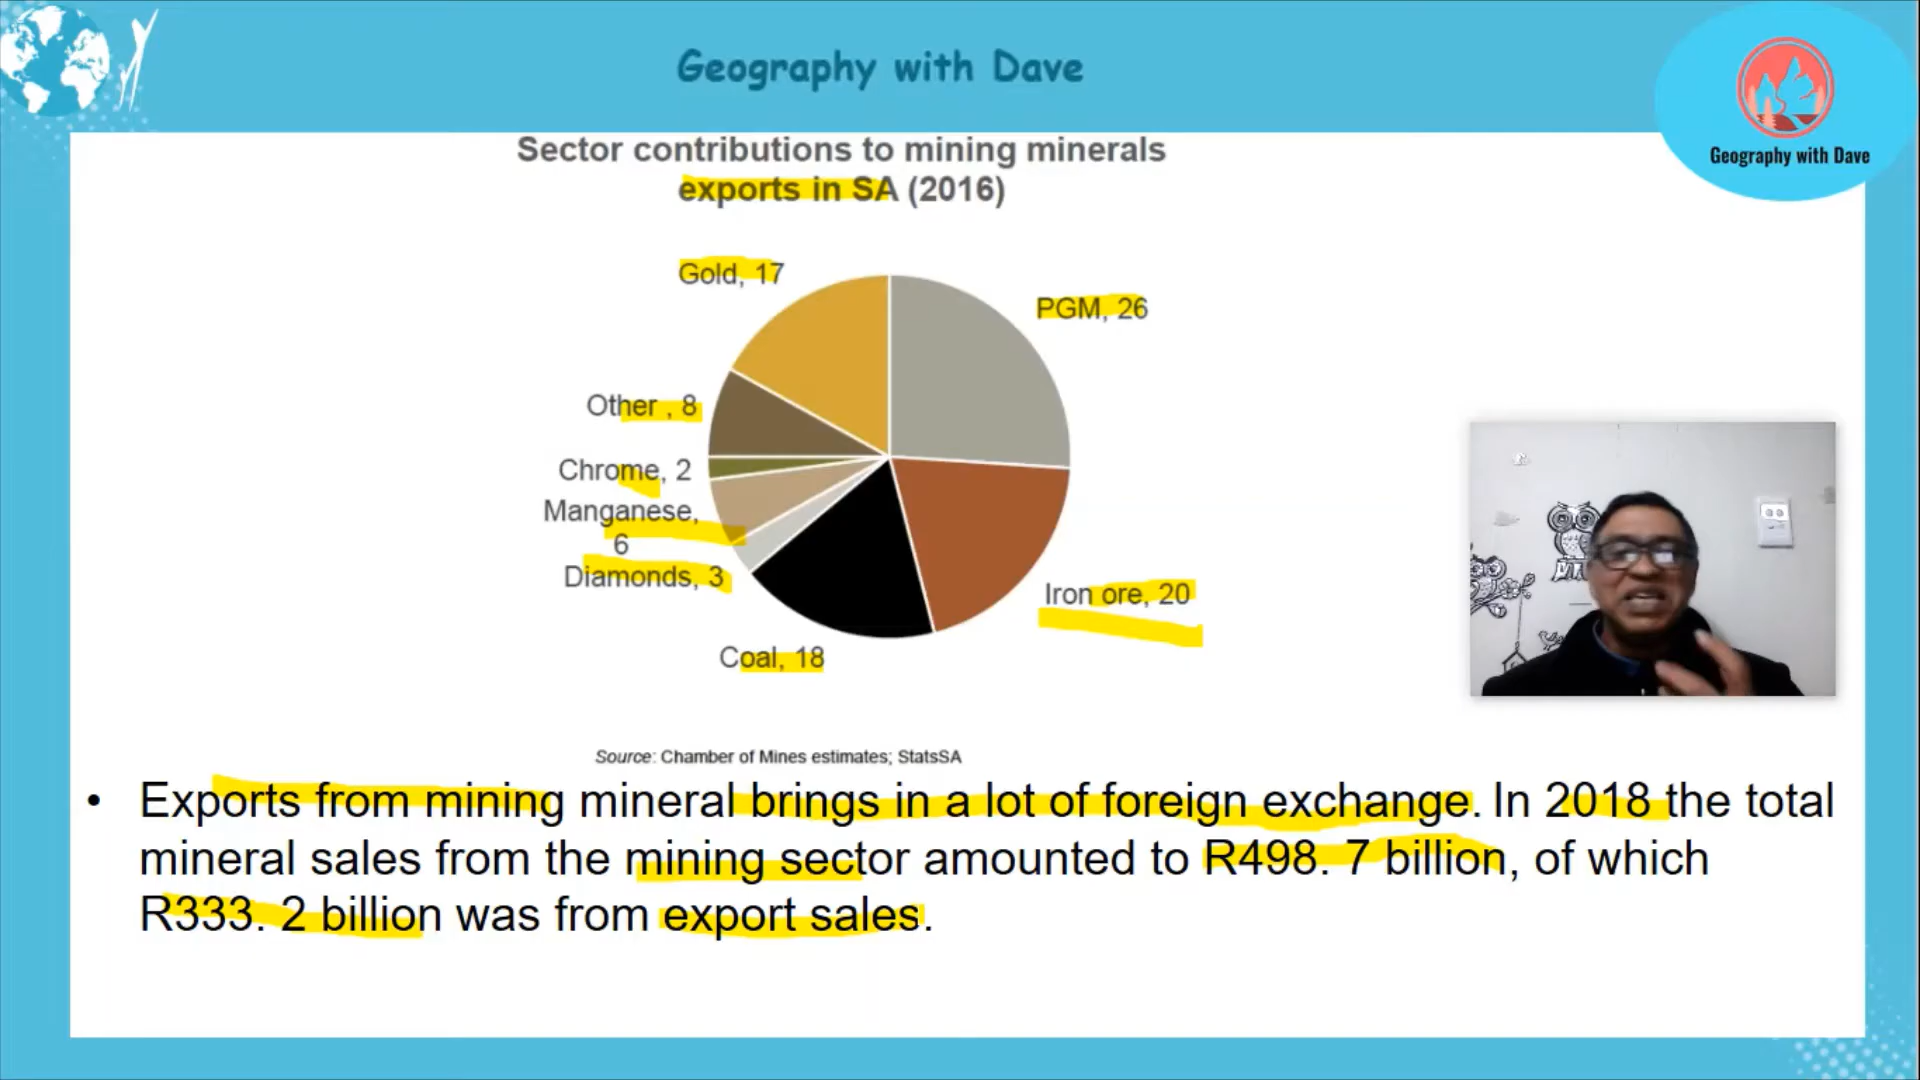 Geography with Dave
Geography with Dave
Sector contributions to mining minerals
exports in SA (2016)
Gold, 17
PGM, 26
Other , 8
Chrome, 2
Manganese,
6
Diamonds, 3
Iron ore, 20
Coal, 18
Source: Chamber of Mines estimates; StatsSA
• Exports from mining mineral brings in a lot of foreign exchange. In 2018 the total
mineral sales from the mining sector amounted to R498. 7 billion, of which
R333. 2 billion was from export sales.